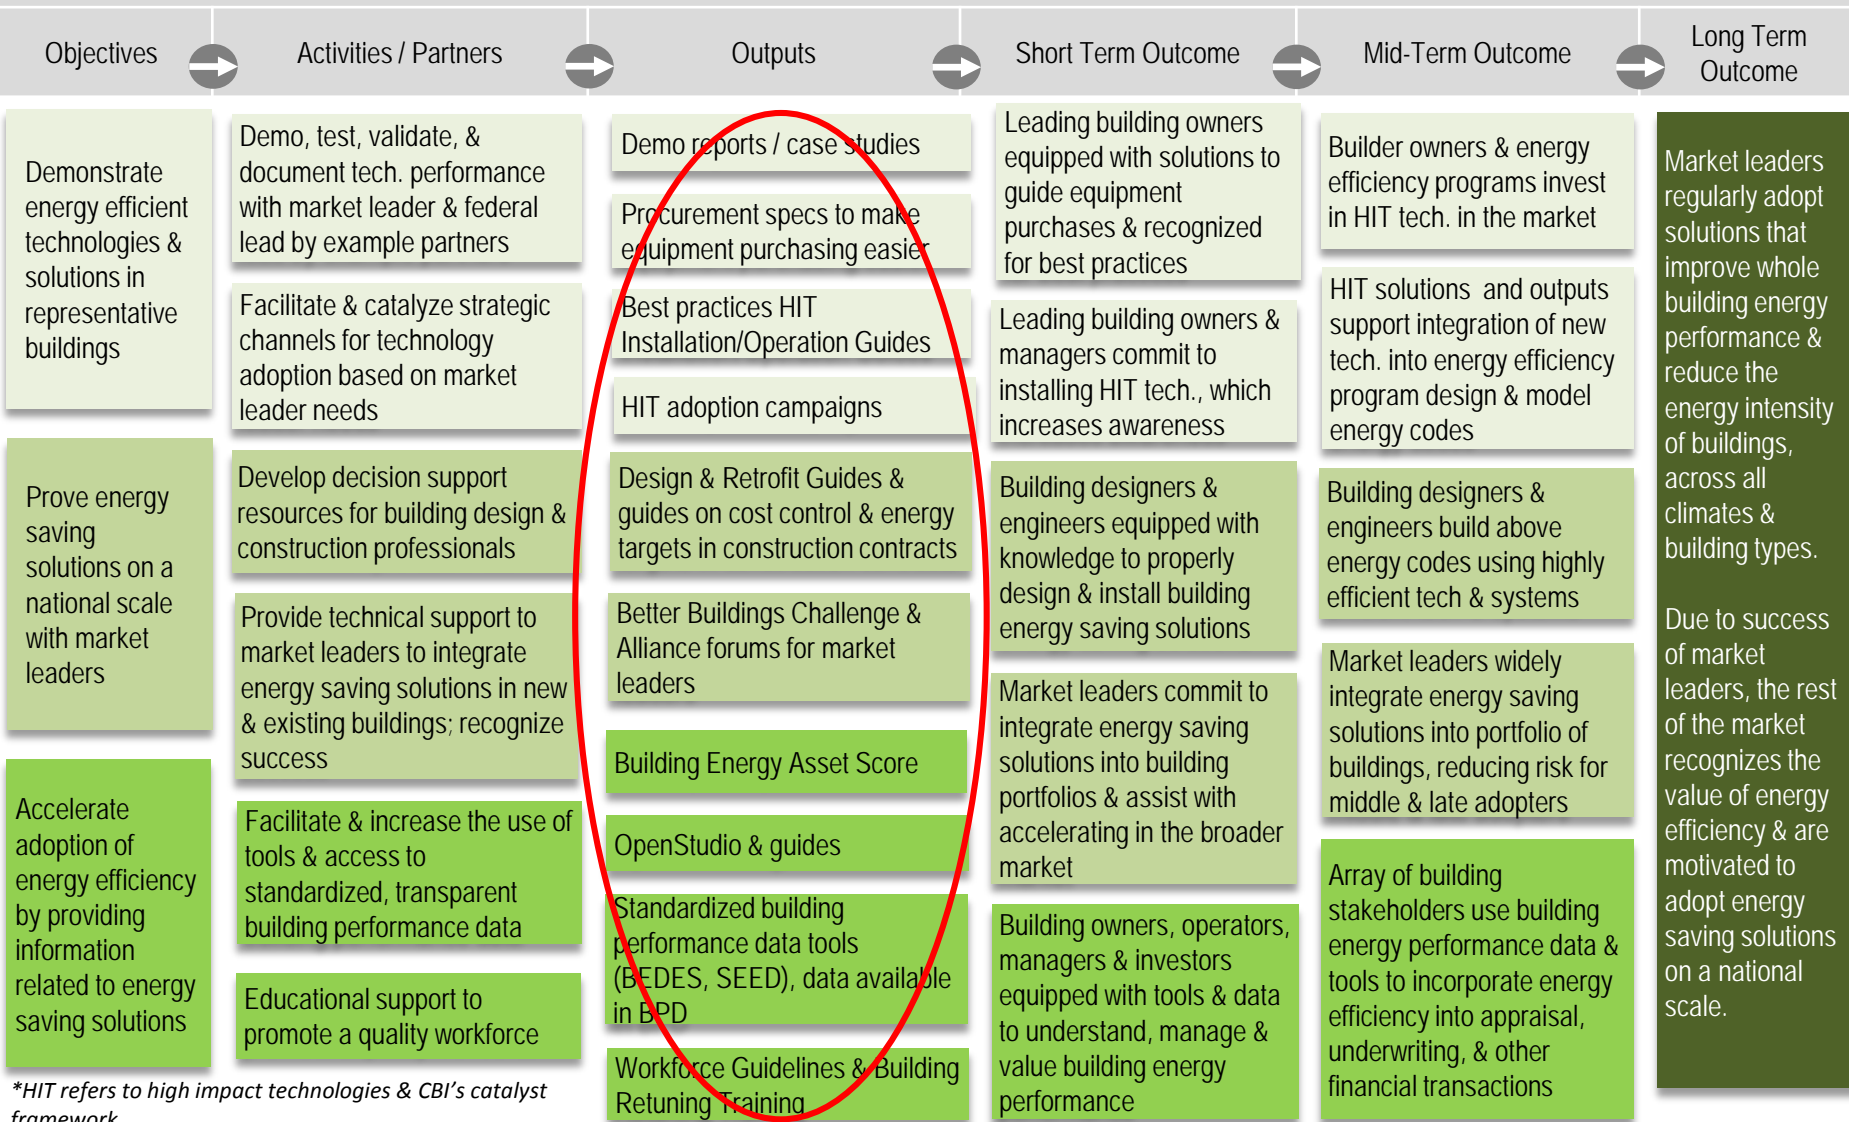 Objectives
Activities / Partners
Outputs
Short Term Outcome
Mid-Term Outcome
Long Term
Outcome
Demonstrate
energy efficient
technologies &
solutions in
representative
buildings
Prove energy
saving
solutions on a
national scale
with market
leaders
Accelerate
adoption of
energy efficiency
by providing
information
related to energy
saving solutions
Demo, test, validate, &
document tech. performance
with market leader & federal
lead by example partners
Facilitate & catalyze strategic
channels for technology
adoption based on market
leader needs
Develop decision support
resources for building design &
construction professionals
Provide technical support to
market leaders to integrate
energy saving solutions in new
& existing buildings; recognize
success
Facilitate & increase the use of
tools & access to
standardized, transparent
building performance data
Educational support to
promote a quality workforce
Demo reports / case studies
Procurement specs to make
equipment purchasing easier
Best practices HIT
Installation/Operation Guides
HIT adoption campaigns
Design & Retrofit Guides &
guides on cost control & energy
targets in construction contracts
Better Buildings Challenge &
Alliance forums for market
leaders
Building Energy Asset Score
OpenStudio & guides
Standardized building
performance data tools
(BEDES, SEED), data available
in BPD
Workforce Guidelines & Building
Retuning Training
Leading building owners
equipped with solutions to
guide equipment
purchases & recognized
for best practices
Leading building owners &
managers commit to
installing HIT tech., which
increases awareness
Building designers &
engineers equipped with
knowledge to properly
design & install building
energy saving solutions
Market leaders commit to
integrate energy saving
solutions into building
portfolios & assist with
accelerating in the broader
market
Building owners, operators,
managers & investors
equipped with tools & data
to understand, manage &
value building energy
performance
Builder owners & energy
efficiency programs invest
in HIT tech. in the market
HIT solutions and outputs
support integration of new
tech. into energy efficiency
program design & model
energy codes
Building designers &
engineers build above
energy codes using highly
efficient tech & systems
Market leaders widely
integrate energy saving
solutions into portfolio of
buildings, reducing risk for
middle & late adopters
Array of building
stakeholders use building
energy performance data &
tools to incorporate energy
efficiency into appraisal,
underwriting, & other
financial transactions
Market leaders
regularly adopt
solutions that
improve whole
building energy
performance &
reduce the
energy intensity
of buildings,
across all
climates &
building types.
Due to success
of market
leaders, the rest
of the market
recognizes the
value of energy
efficiency & are
motivated to
adopt energy
saving solutions
on a national
scale.
*HIT refers to high impact technologies & CBI's catalyst
framework